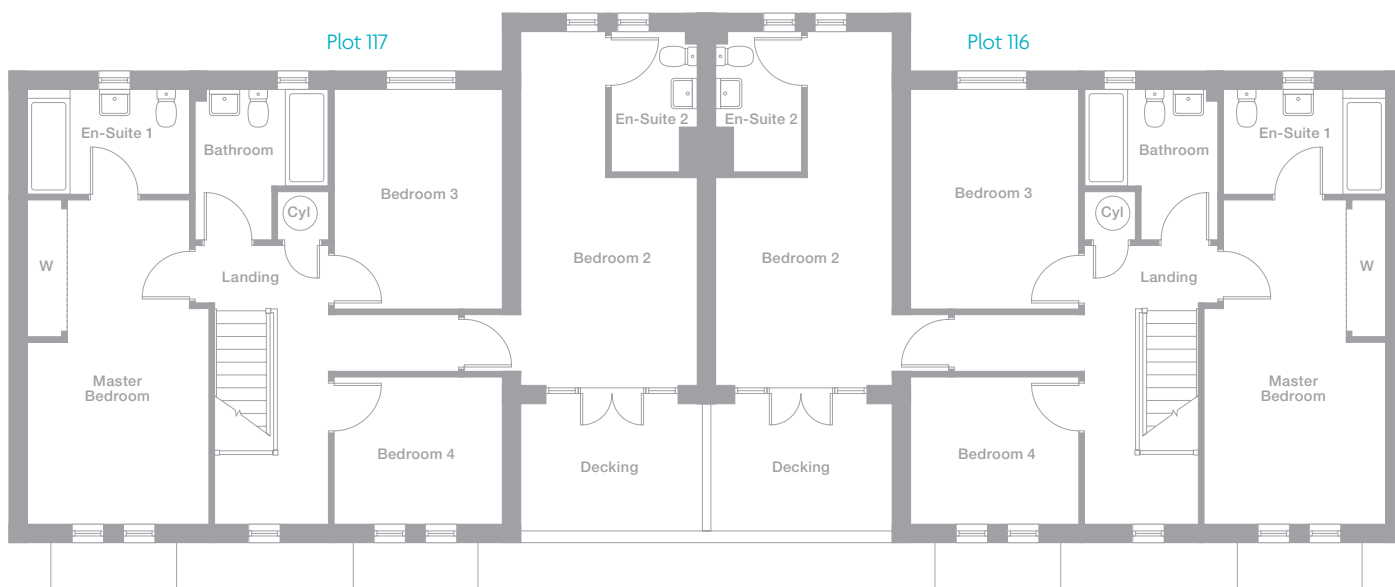 Plot 117
En-Suite 1
Bathroom
Bedroom 3
En-Suite 2
Cyl
W
Landing
Bedroom 2
Master
Bedroom
Bedroom 4
Decking
Plot 116
En-Suite 2
Bedroom 3
Bathroom
En-Suite 1
Cyl
Bedroom 2
Landing
W
Master
Bedroom
Bedroom 4
Decking